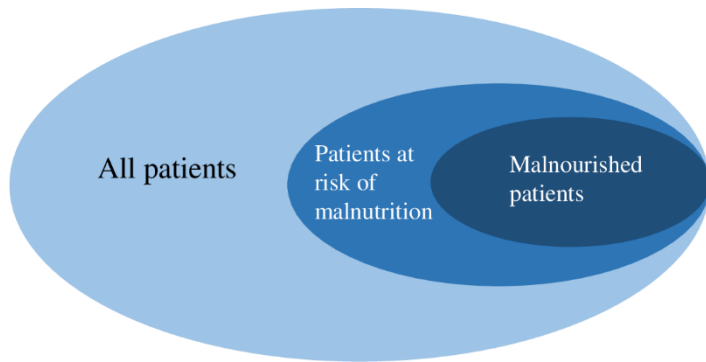 All patients
Patients at
risk of
malnutrition
Malnourished
patients